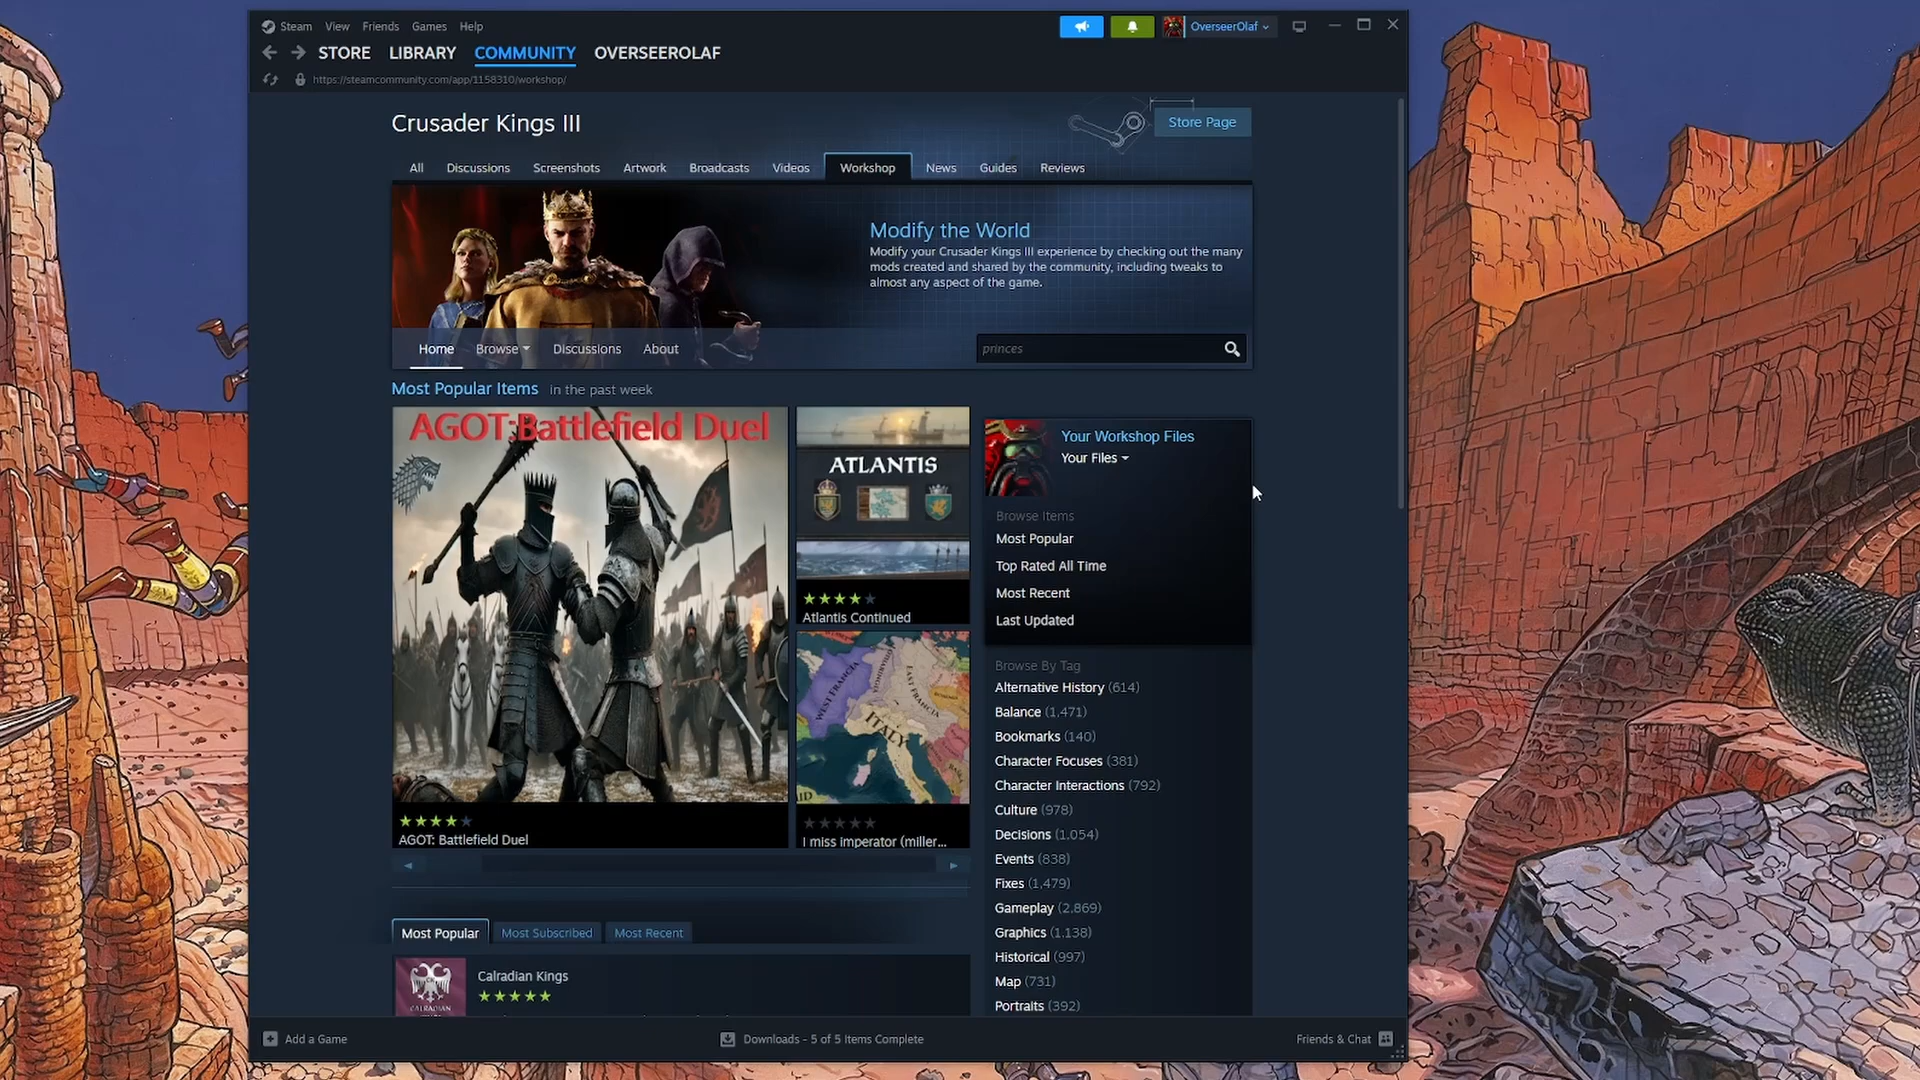 Steam View Friends Games Help
OverseerOlaf
STORE LIBRARY COMMUNITY OVERSEEROLAF
https://steamcommunity.com/app/1158310/workshop/
Crusader Kings III
Store Page
All Discussions Screenshots Artwork Broadcasts Videos Workshop News Guides Reviews
Modify the World
Modify your Crusader Kings III experience by checking out the many
mods created and shared by the community, including tweaks to
almost any aspect of the game.
Home Browse Discussions About
princes
Most Popular Items in the past week
AGOT:Battlefield Duel
AGOT: Battlefield Duel
ATLANTIS
Atlantis Continued
WEST FRANCIA
EAST FRANCIA
ITALY
I miss imperator (miller...
Your Workshop Files
Your Files
Browse Items
Most Popular
Top Rated All Time
Most Recent
Last Updated
Browse By Tag
Alternative History (614)
Balance (1,471)
Bookmarks (140)
Character Focuses (381)
Character Interactions (792)
Culture (978)
Decisions (1,054)
Events (838)
Fixes (1,479)
Gameplay (2,869)
Graphics (1,138)
Historical (997)
Map (731)
Portraits (392)
Most Popular Most Subscribed Most Recent
CALRADIAN
Calradian Kings
Add a Game
Downloads - 5 of 5 Items Complete
Friends & Chat